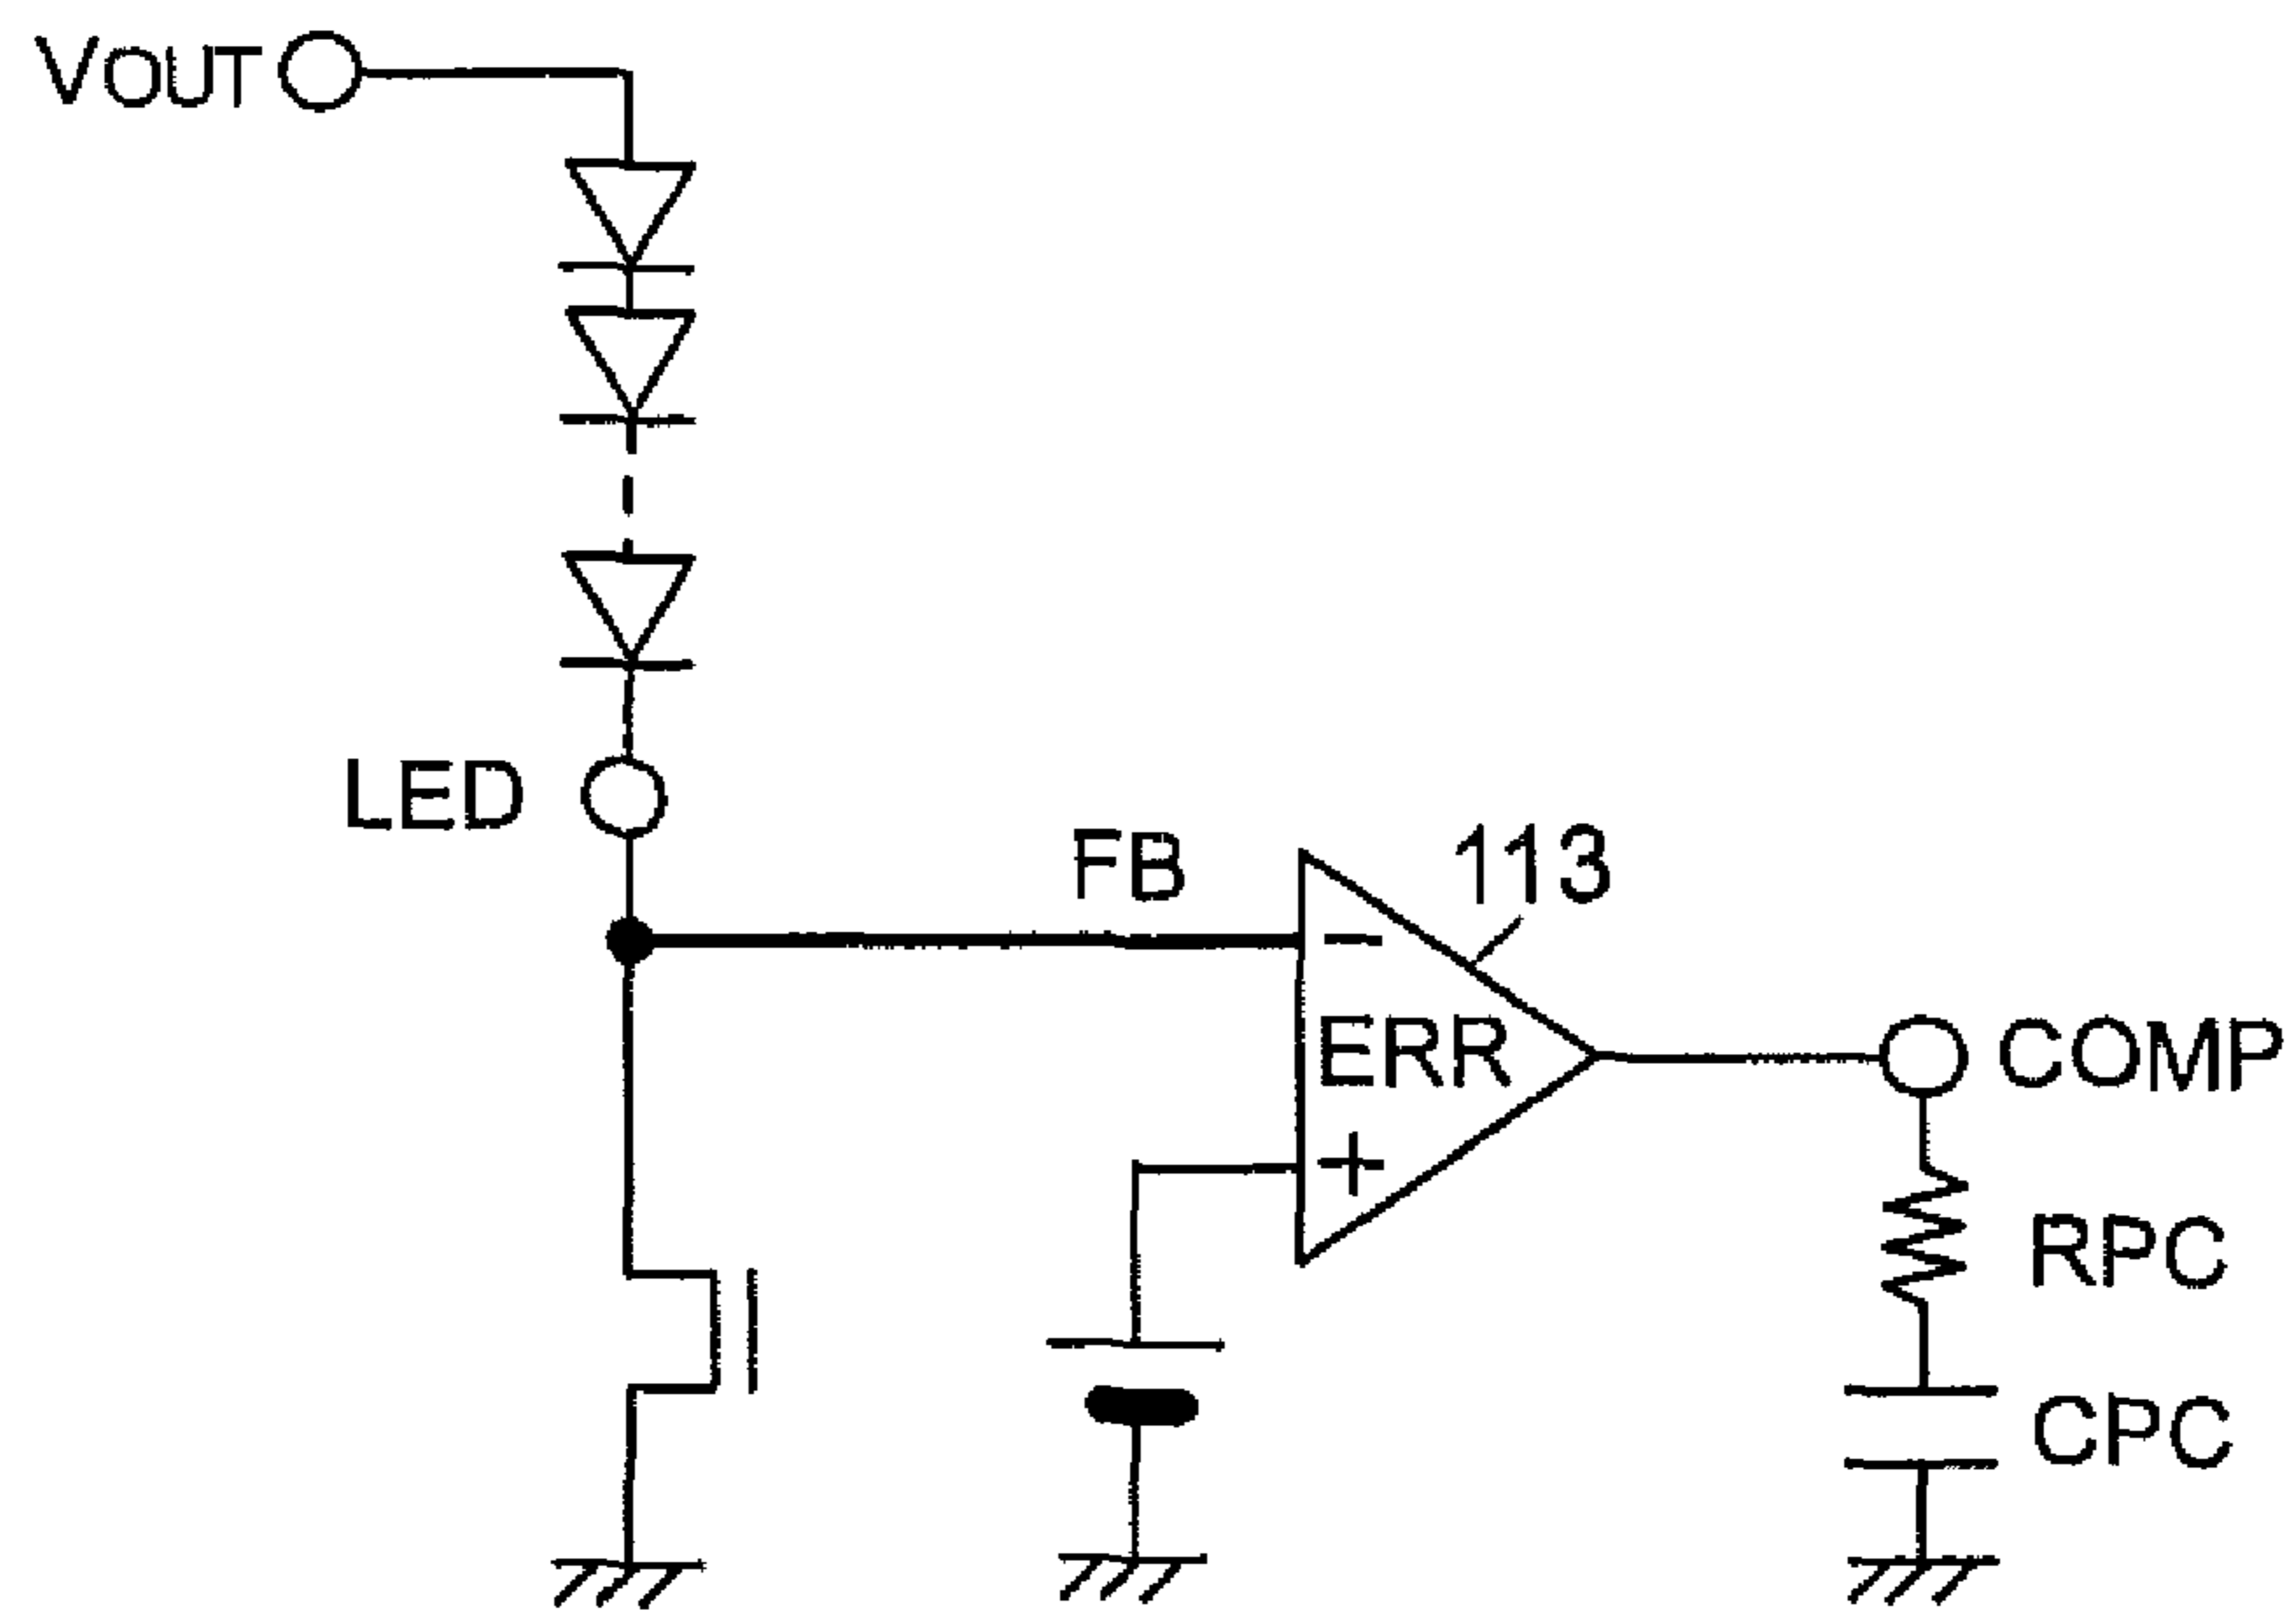 VOUT
LED
FB
113
-
ERR
+
COMP
RPC
CPC